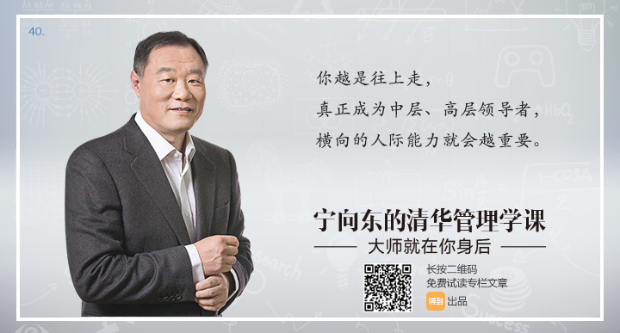 40.
你越是往上走，
真正成为中层、高层领导者，
横向的人际能力就会越重要。
宁向东的清华管理学课
大师就在你身后
长按二维码
免费试读专栏文章
得到 出品